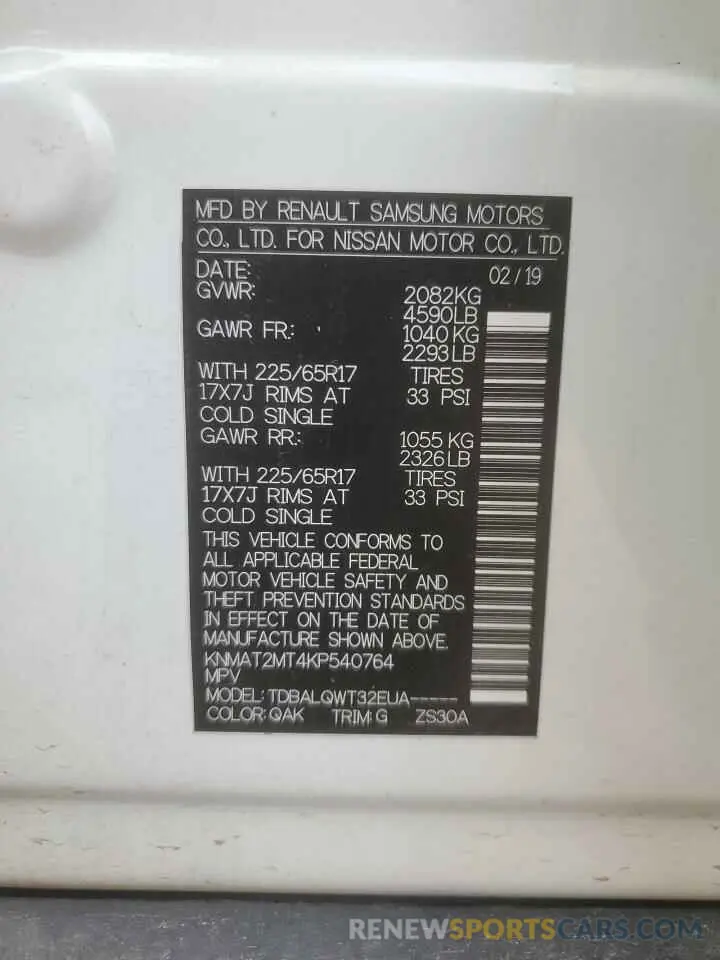 MFD BY RENAULT SAMSUNG MOTORS
CO., LTD. FOR NISSAN MOTOR CO., LTD.
DATE: 02/19
GVWR: 2082KG
4590LB
GAWR FR.: 1040KG
2293LB
WITH 225/65R17 TIRES
17X7J RIMS AT 33 PSI
COLD SINGLE
GAWR RR.: 1055KG
2326LB
WITH 225/65R17 TIRES
17X7J RIMS AT 33 PSI
COLD SINGLE
THIS VEHICLE CONFORMS TO
ALL APPLICABLE FEDERAL
MOTOR VEHICLE SAFETY AND
THEFT PREVENTION STANDARDS
IN EFFECT ON THE DATE OF
MANUFACTURE SHOWN ABOVE.
KNMAT2MT4KP540764
MPV
MODEL: TDBALQWT32EUA-----
COLOR: QAK TRIM: G ZS30A
RENEWSPORTSCARS.COM